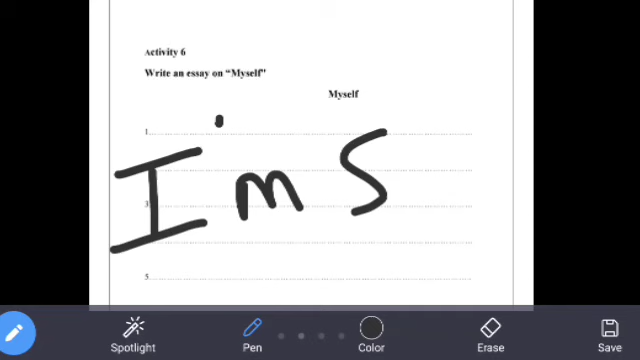 Activity 6
Write an essay on “Myself”
Myself
1.
I'm S
3
5.
Spotlight Pen Color Erase Save